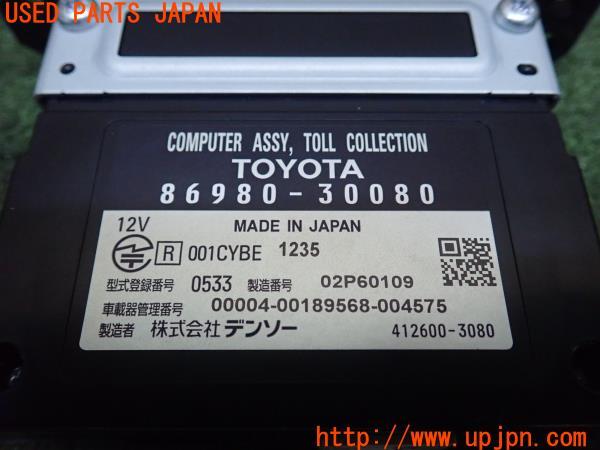 USED PARTS JAPAN
COMPUTER ASSY, TOLL COLLECTION
TOYOTA
86980-30080
12V MADE IN JAPAN
R 001CYBE 1235
型式登録番号 0533 製造番号 02P60109
車載器管理番号 00004-00189568-004575
製造者 株式会社 デンソー 412600-3080
UPJ http://www.upjpn.com